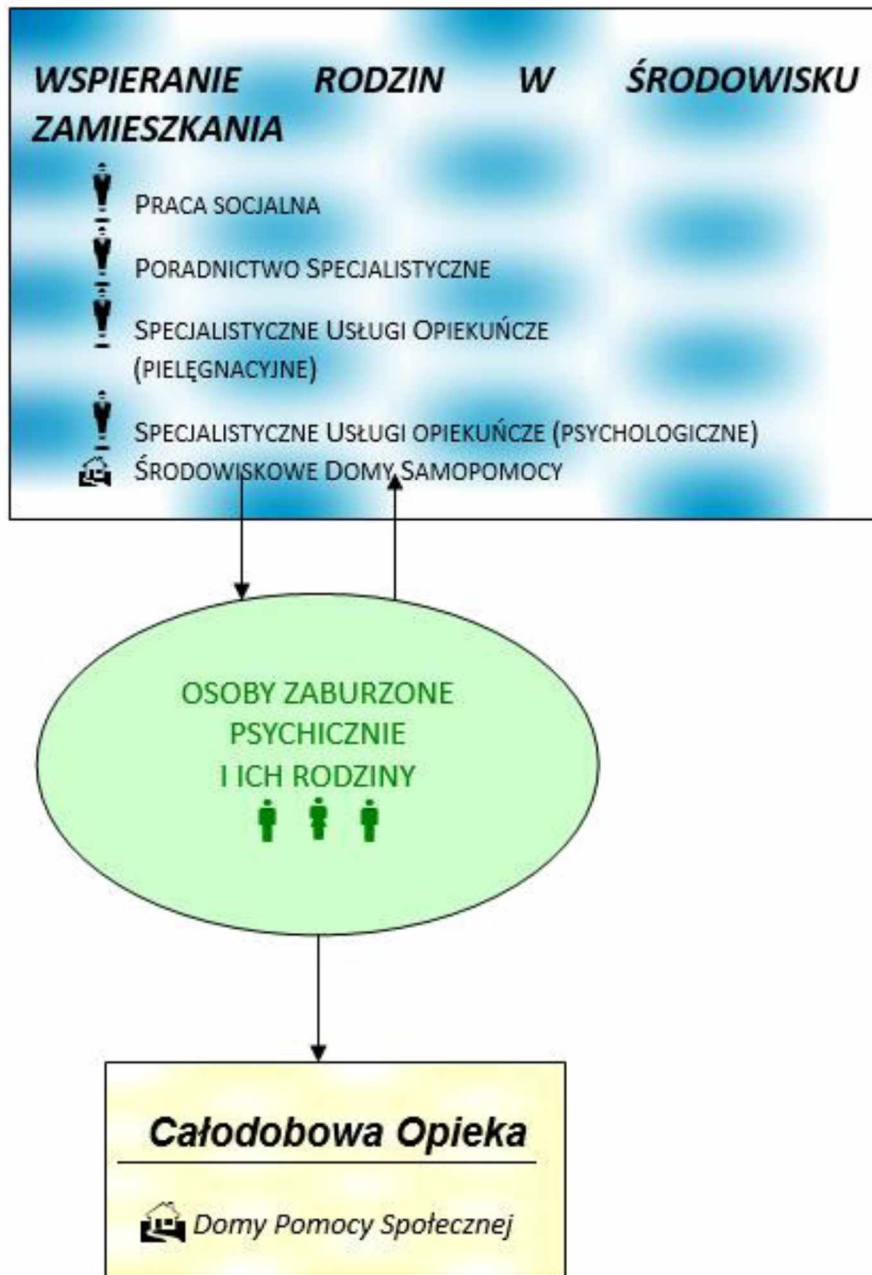 WSPIERANIE RODZIN W ŚRODOWISKU
ZAMIESZKANIA
PRACA SOCJALNA
PORADNICTWO SPECJALISTYCZNE
SPECJALISTYCZNE USŁUGI OPIEKUŃCZE
(PIELĘGNACYJNE)
SPECJALISTYCZNE USŁUGI OPIEKUŃCZE (PSYCHOLOGICZNE)
ŚRODOWISKOWE DOMY SAMOPOMOCY
OSOBY ZABURZONE
PSYCHICZNIE
I ICH RODZINY
Całodobowa Opieka
Domy Pomocy Społecznej